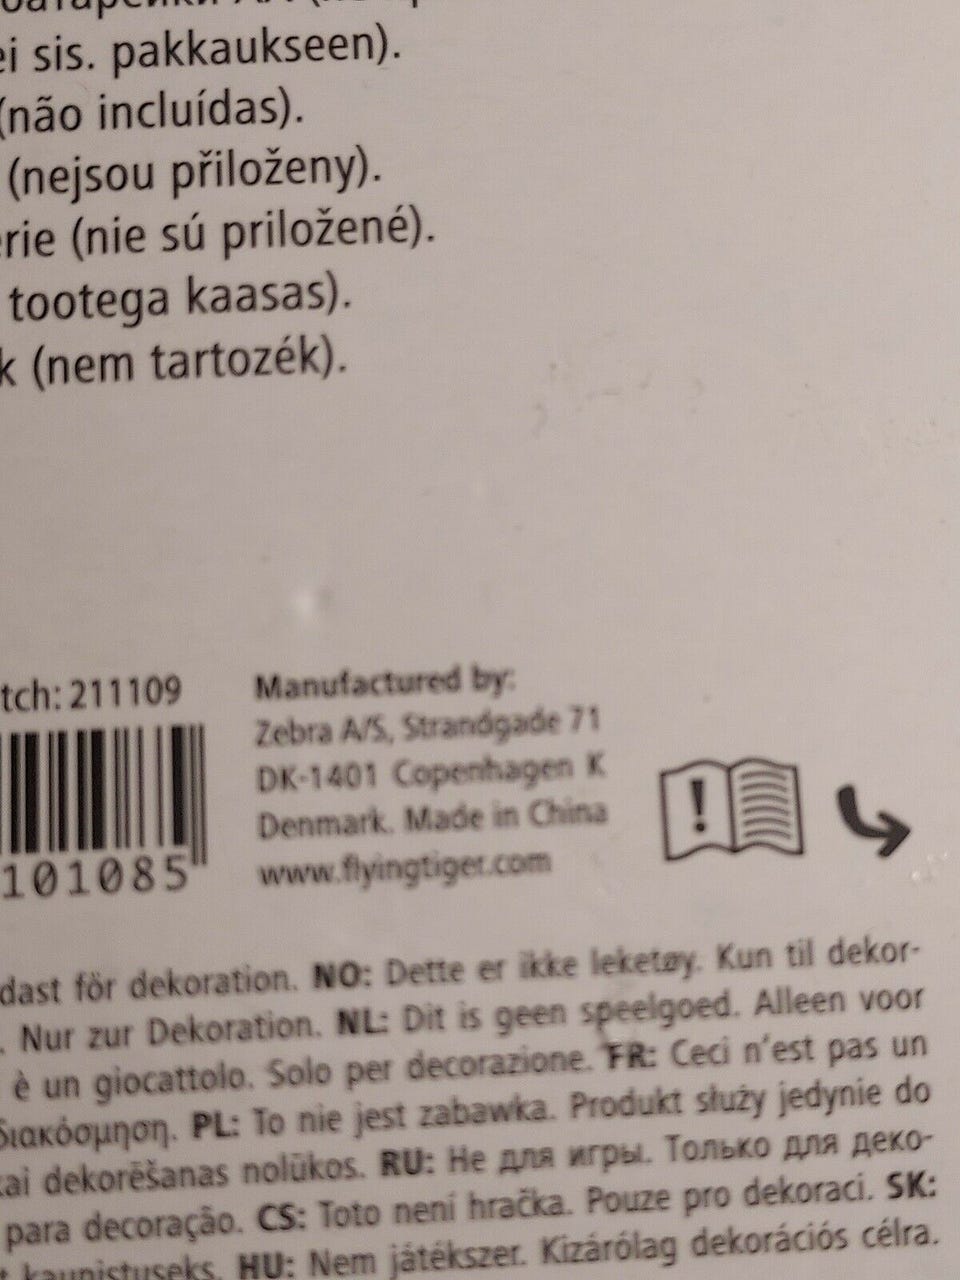 ei sis. pakkaukseen).
(não incluídas).
(nejsou přiloženy).
erie (nie sú priložené).
tootega kaasas).
k (nem tartozék).
tch: 211109
101085
Manufactured by:
Zebra A/S, Strandgade 71
DK-1401 Copenhagen K
Denmark. Made in China
www.flyingtiger.com
!
dast för dekoration. NO: Dette er ikke leketøy. Kun til dekor-
. Nur zur Dekoration. NL: Dit is geen speelgoed. Alleen voor
è un giocattolo. Solo per decorazione. FR: Ceci n'est pas un
διακόσμηση. PL: To nie jest zabawka. Produkt służy jedynie do
kai dekorēšanas nolūkos. RU: Не для игры. Только для деко-
para decoração. CS: Toto není hračka. Pouze pro dekoraci. SK:
t kaunistuseks. HU: Nem játékszer. Kizárólag dekorációs célra.